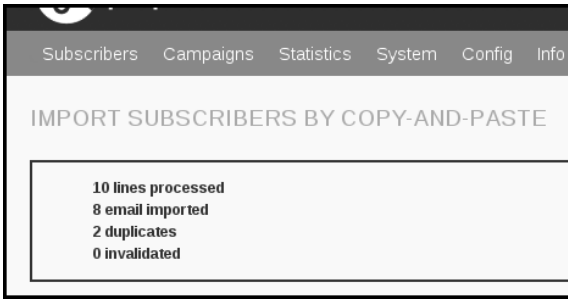 Subscribers Campaigns Statistics System Config Info
IMPORT SUBSCRIBERS BY COPY-AND-PASTE
10 lines processed
8 email imported
2 duplicates
0 invalidated